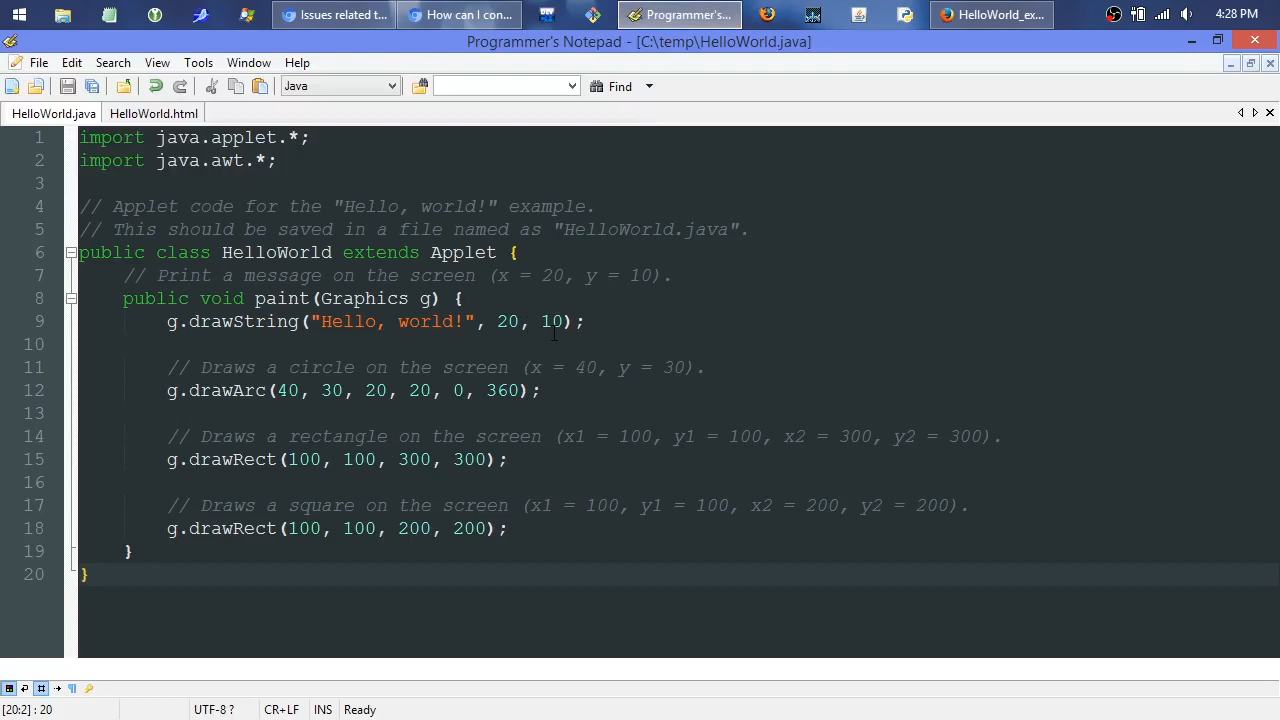 Issues related t...
How can I con...
Programmer's...
HelloWorld_ex...
4:28 PM
Programmer's Notepad - [C:\temp\HelloWorld.java]
File Edit Search View Tools Window Help
Java
Find
HelloWorld.java HelloWorld.html
1 import java.applet.*;
2 import java.awt.*;
3
4 // Applet code for the "Hello, world!" example.
5 // This should be saved in a file named as "HelloWorld.java".
6 public class HelloWorld extends Applet {
7 // Print a message on the screen (x = 20, y = 10).
8 public void paint(Graphics g) {
9 g.drawString("Hello, world!", 20, 10);
10
11 // Draws a circle on the screen (x = 40, y = 30).
12 g.drawArc(40, 30, 20, 20, 0, 360);
13
14 // Draws a rectangle on the screen (x1 = 100, y1 = 100, x2 = 300, y2 = 300).
15 g.drawRect(100, 100, 300, 300);
16
17 // Draws a square on the screen (x1 = 100, y1 = 100, x2 = 200, y2 = 200).
18 g.drawRect(100, 100, 200, 200);
19 }
20 }
[20:2] : 20 UTF-8 ? CR+LF INS Ready